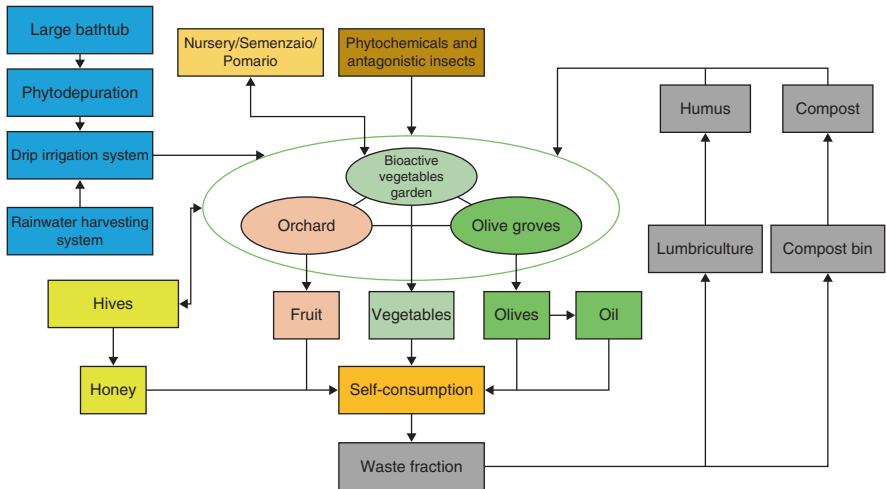 Large bathtub
Nursery/Semenzaio/
Pomario
Phytochemicals and
antagonistic insects
Phytodepuration
Humus
Compost
Drip irrigation system
Bioactive
vegetables
garden
Rainwater harvesting
system
Orchard
Olive groves
Lumbriculture
Compost bin
Hives
Fruit
Vegetables
Olives
Oil
Honey
Self-consumption
Waste fraction